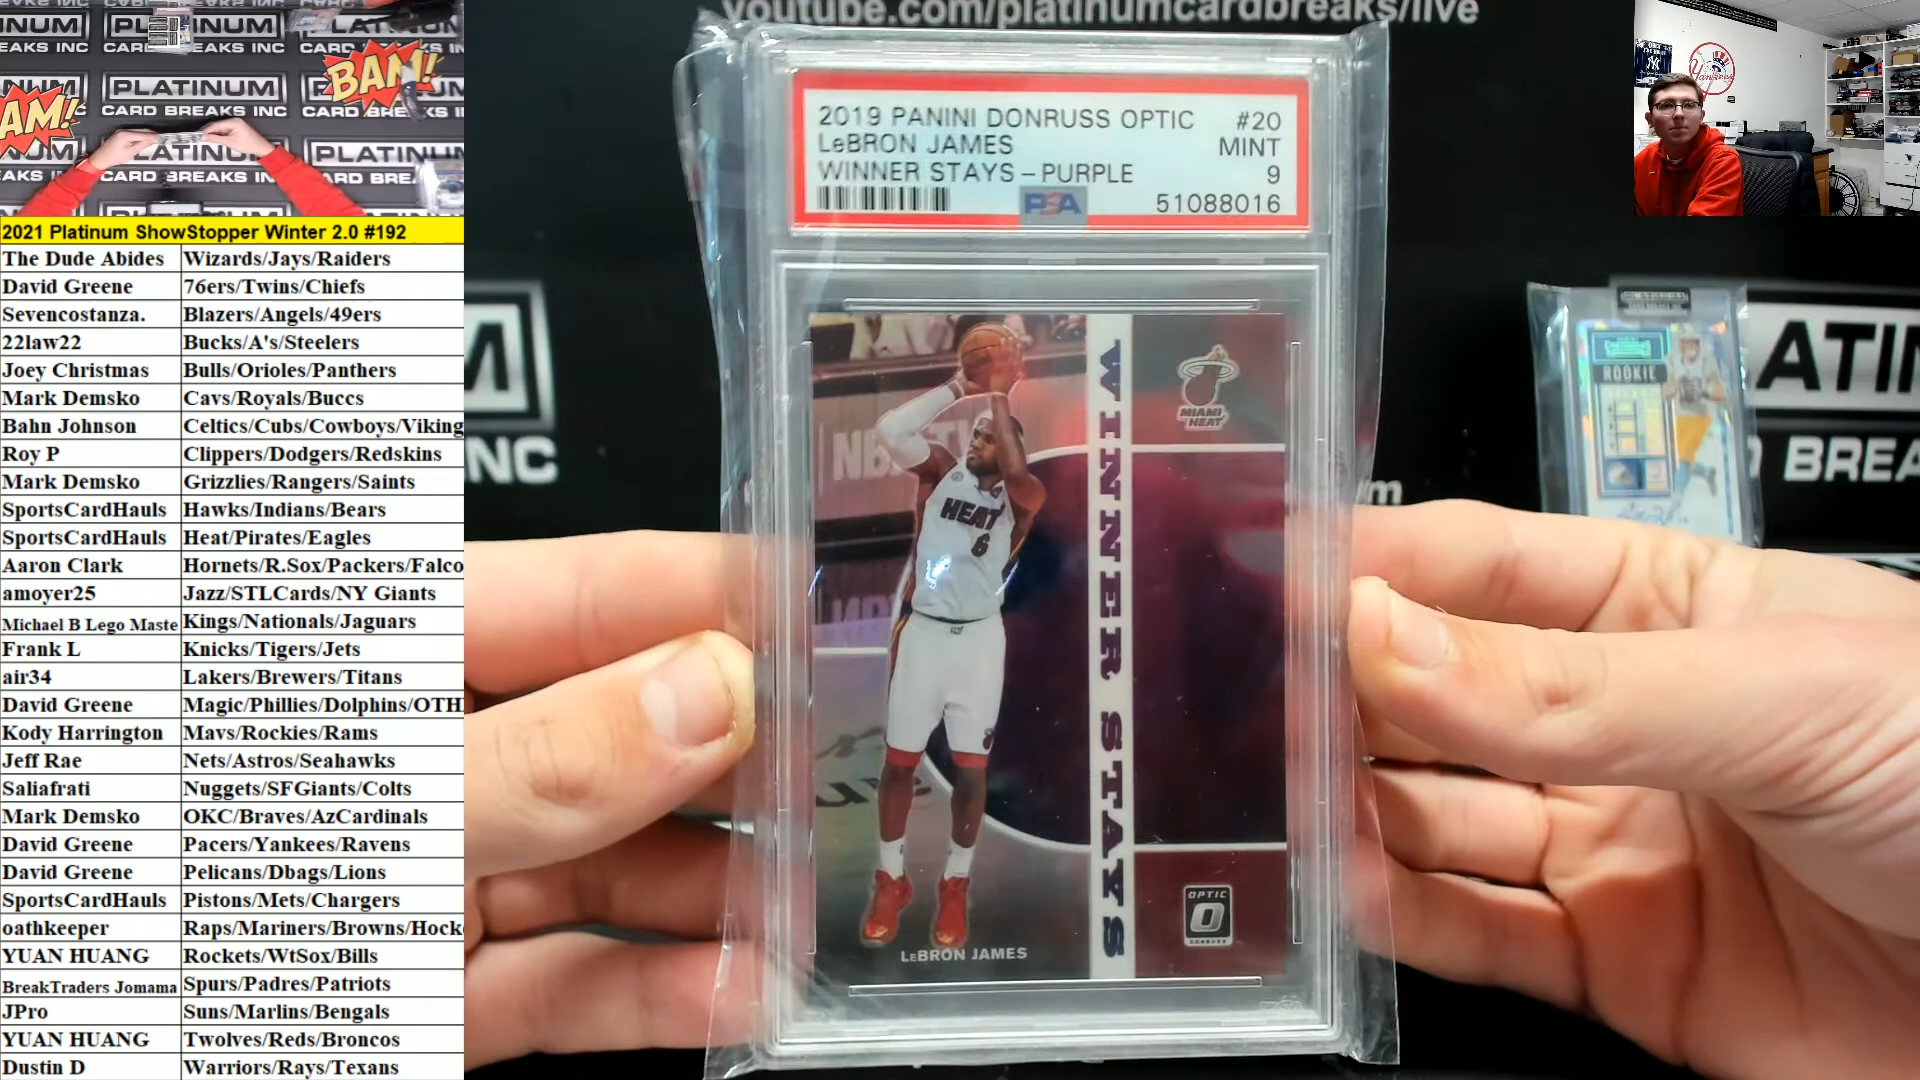 youtube.com/platinumcardbreaks/live
PLATINUM
CARD BREAKS INC
BAM!
2021 Platinum ShowStopper Winter 2.0 #192
The Dude Abides Wizards/Jays/Raiders
David Greene 76ers/Twins/Chiefs
Sevencostanza. Blazers/Angels/49ers
22law22 Bucks/A's/Steelers
Joey Christmas Bulls/Orioles/Panthers
Mark Demsko Cavs/Royals/Buccs
Bahn Johnson Celtics/Cubs/Cowboys/Viking
Roy P Clippers/Dodgers/Redskins
Mark Demsko Grizzlies/Rangers/Saints
SportsCardHauls Hawks/Indians/Bears
SportsCardHauls Heat/Pirates/Eagles
Aaron Clark Hornets/R.Sox/Packers/Falco
amoyer25 Jazz/STLCards/NY Giants
Michael B Lego Maste Kings/Nationals/Jaguars
Frank L Knicks/Tigers/Jets
air34 Lakers/Brewers/Titans
David Greene Magic/Phillies/Dolphins/OTH
Kody Harrington Mavs/Rockies/Rams
Jeff Rae Nets/Astros/Seahawks
Saliafrati Nuggets/SFGiants/Colts
Mark Demsko OKC/Braves/AzCardinals
David Greene Pacers/Yankees/Ravens
David Greene Pelicans/Dbags/Lions
SportsCardHauls Pistons/Mets/Chargers
oathkeeper Raps/Mariners/Browns/Hock
YUAN HUANG Rockets/WtSox/Bills
BreakTraders Jomama Spurs/Padres/Patriots
JPro Suns/Marlins/Bengals
YUAN HUANG Twolves/Reds/Broncos
Dustin D Warriors/Rays/Texans
2019 PANINI DONRUSS OPTIC #20
LeBRON JAMES MINT
WINNER STAYS – PURPLE 9
PSA 51088016
WINNER STAYS
MIAMI
HEAT
HEAT
6
OPTIC
DONRUSS
LeBRON JAMES
ROOKIE
Yankees